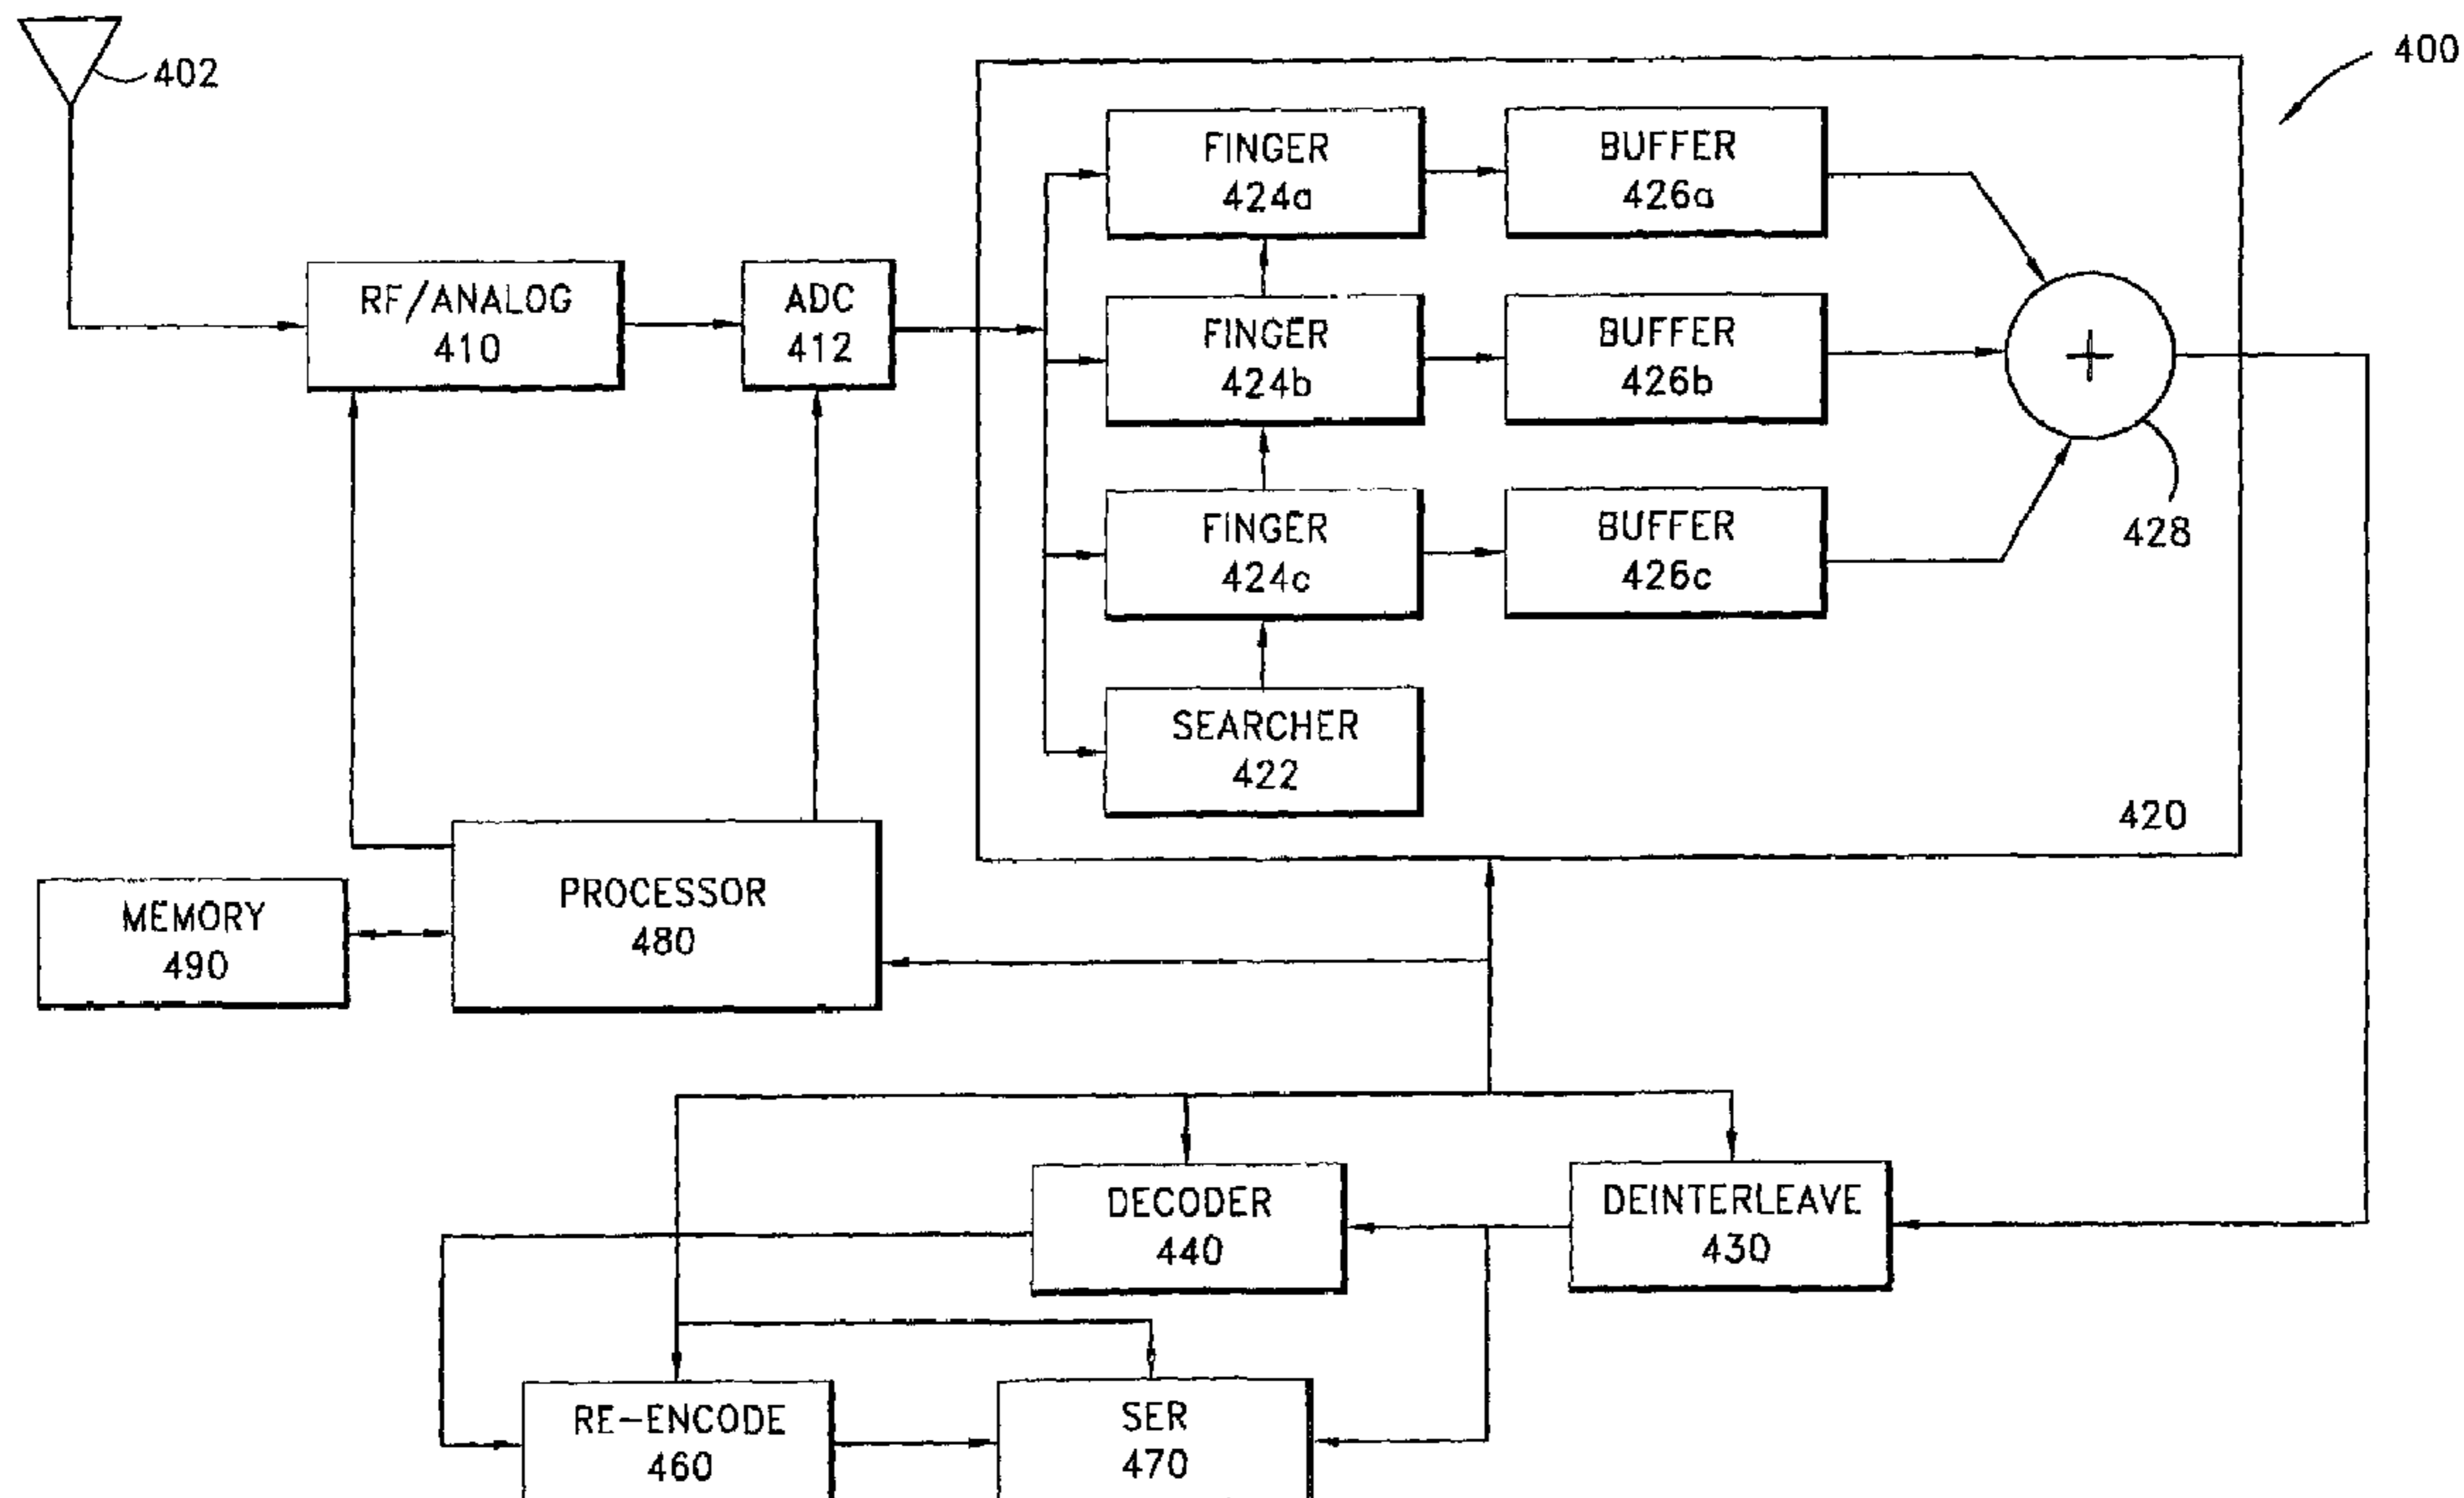 400
402
FINGER
424a
BUFFER
426a
RF/ANALOG
410
ADC
412
FINGER
424b
BUFFER
426b
+
428
FINGER
424c
BUFFER
426c
SEARCHER
422
420
PROCESSOR
480
MEMORY
490
DECODER
440
DEINTERLEAVE
430
RE-ENCODE
460
SER
470